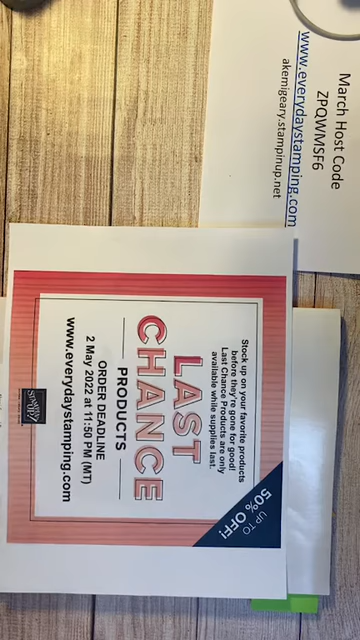 March Host Code
ZPQWMSF6
www.everydaystamping.com
akemigeary.stampinup.net
Stock up on your favorite products
before they're gone for good!
Last Chance Products are only
available while supplies last.
UP TO
50% OFF!
LAST
CHANCE
PRODUCTS
ORDER DEADLINE
2 May 2022 at 11:50 PM (MT)
www.everydaystamping.com